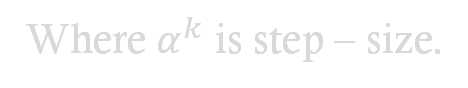 Where α^k is step – size.